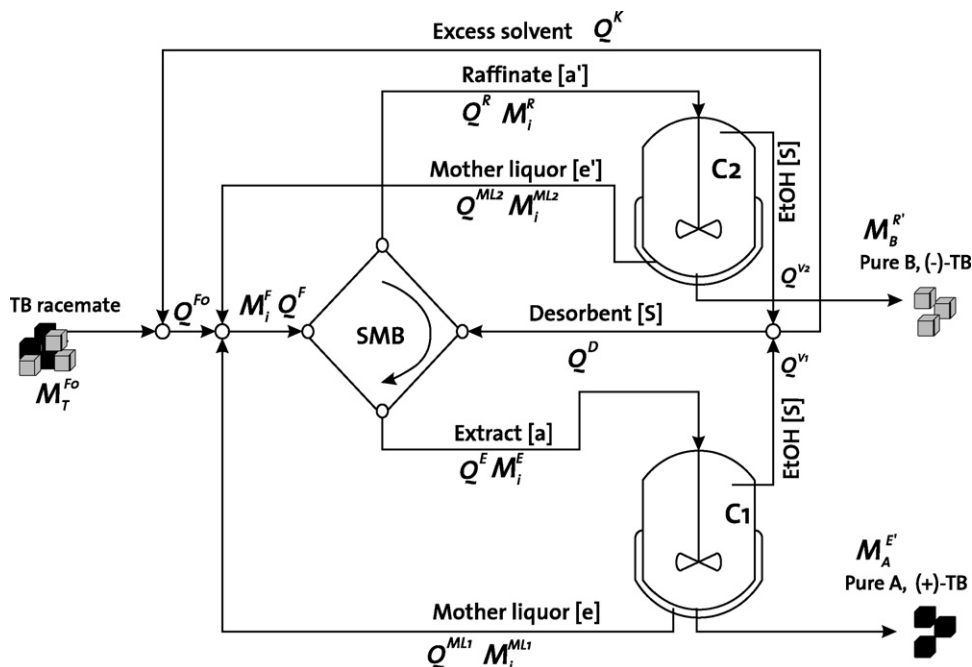 Excess solvent Q^K
Raffinate [a']
Q^R M_i^R
Mother liquor [e']
Q^ML2 M_i^ML2
C2
EtOH [S]
Q^V2
M_B^R'
Pure B, (-)-TB
TB racemate
M_T^Fo
Q^Fo
M_i^F Q^F
SMB
Desorbent [S]
Q^D
Q^V1
EtOH [S]
Extract [a]
Q^E M_i^E
C1
M_A^E'
Pure A, (+)-TB
Mother liquor [e]
Q^ML1 M_i^ML1